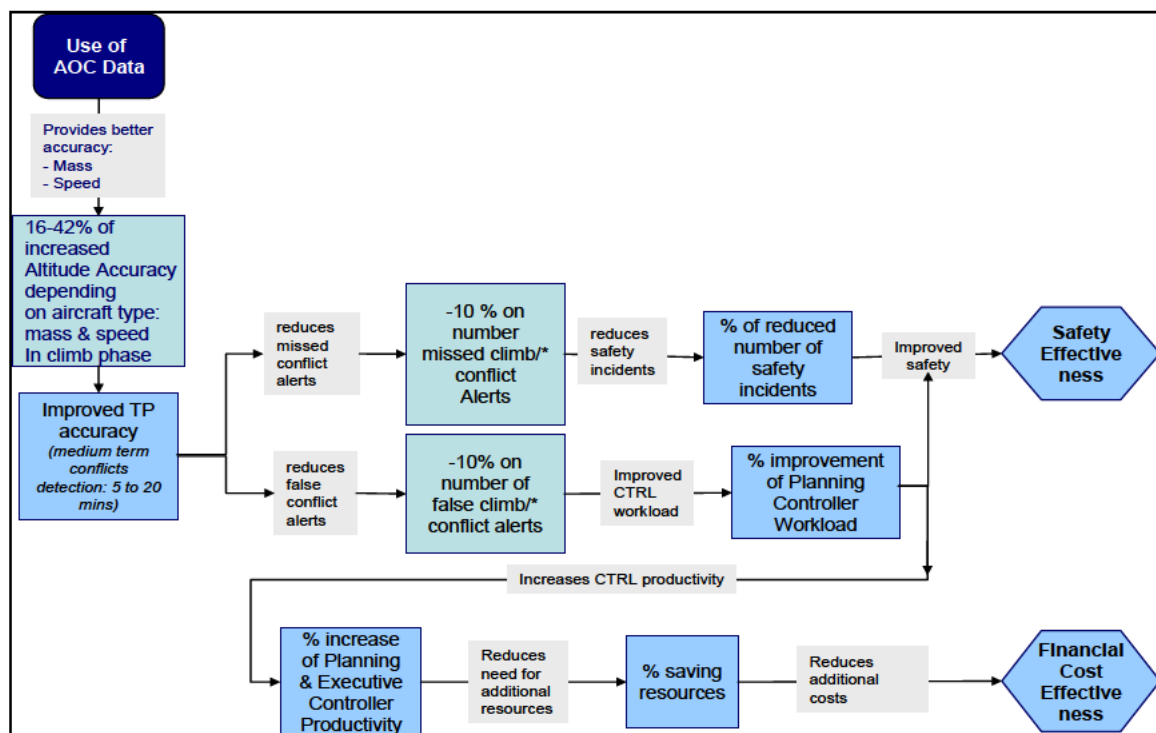 Use of
AOC Data
Provides better
accuracy:
- Mass
- Speed
16-42% of
increased
Altitude Accuracy
depending
on aircraft type:
mass & speed
In climb phase
Improved TP
accuracy
(medium term
conflicts
detection: 5 to 20
mins)
reduces
missed
conflict
alerts
-10 % on
number
missed climb/*
conflict
Alerts
reduces
safety
incidents
% of reduced
number of
safety
incidents
Improved
safety
Safety
Effective
ness
reduces
false
conflict
alerts
-10% on
number of
false climb/*
conflict alerts
Improved
CTRL
workload
% improvement
of Planning
Controller
Workload
Increases CTRL productivity
% increase
of Planning
& Executive
Controller
Productivity
Reduces
need for
additional
resources
% saving
resources
Reduces
additional
costs
Financial
Cost
Effective
ness